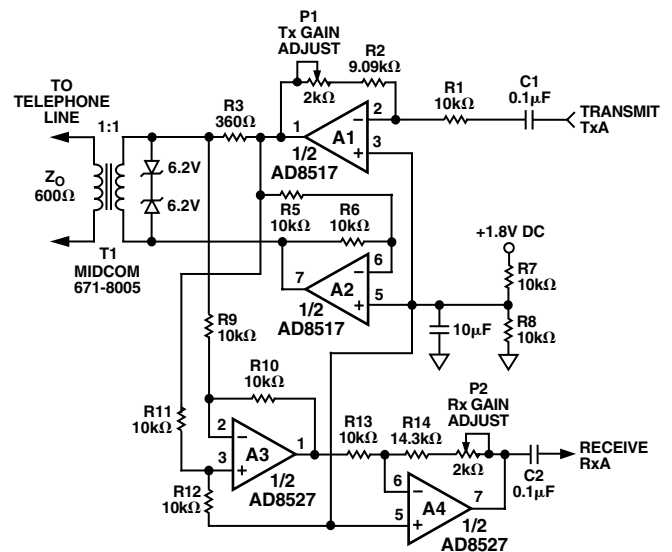 P1
Tx GAIN
ADJUST
2kΩ
R2
9.09kΩ
R1
10kΩ
C1
0.1µF
TRANSMIT
TxA
TO
TELEPHONE
LINE
1:1
R3
360Ω
1
A1
2
3
1/2
AD8517
6.2V
6.2V
ZO
600Ω
T1
MIDCOM
671-8005
R5
10kΩ
R6
10kΩ
7
A2
6
5
1/2
AD8517
+1.8V DC
R7
10kΩ
R8
10kΩ
10µF
R9
10kΩ
R10
10kΩ
R11
10kΩ
2
3
A3
1
1/2
AD8527
R12
10kΩ
R13
10kΩ
R14
14.3kΩ
P2
Rx GAIN
ADJUST
2kΩ
6
5
A4
7
1/2
AD8527
C2
0.1µF
RECEIVE
RxA